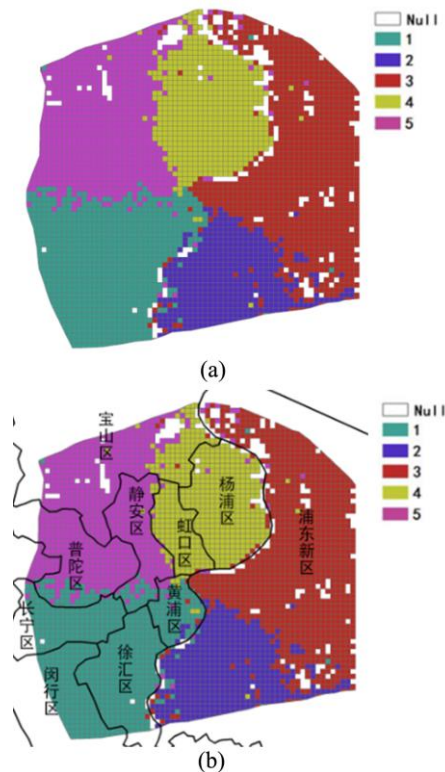 Null
1
2
3
4
5
(a)
Null
1
2
3
4
5
宝山区
杨浦区
静安区
虹口区
浦东新区
普陀区
黄浦区
长宁区
徐汇区
闵行区
(b)